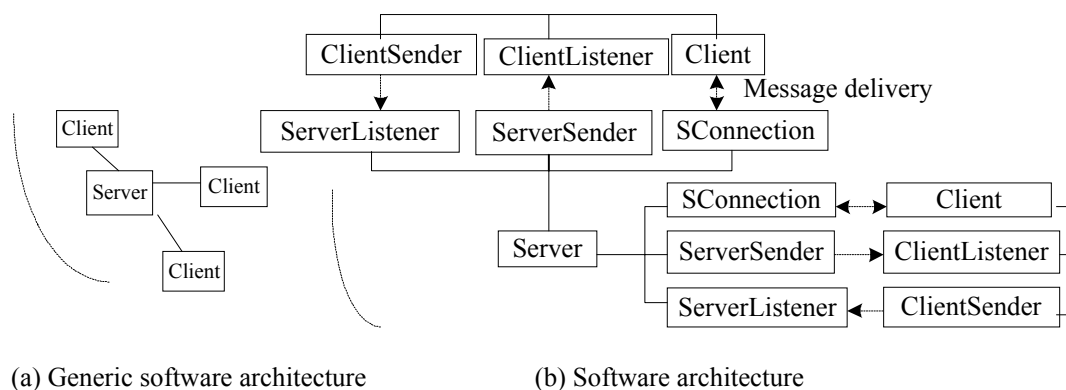 ClientSender
ClientListener
Client
Message delivery
ServerListener
ServerSender
SConnection
Client
Server
Client
Client
SConnection
Client
Server
ServerSender
ClientListener
ServerListener
ClientSender
(a) Generic software architecture
(b) Software architecture